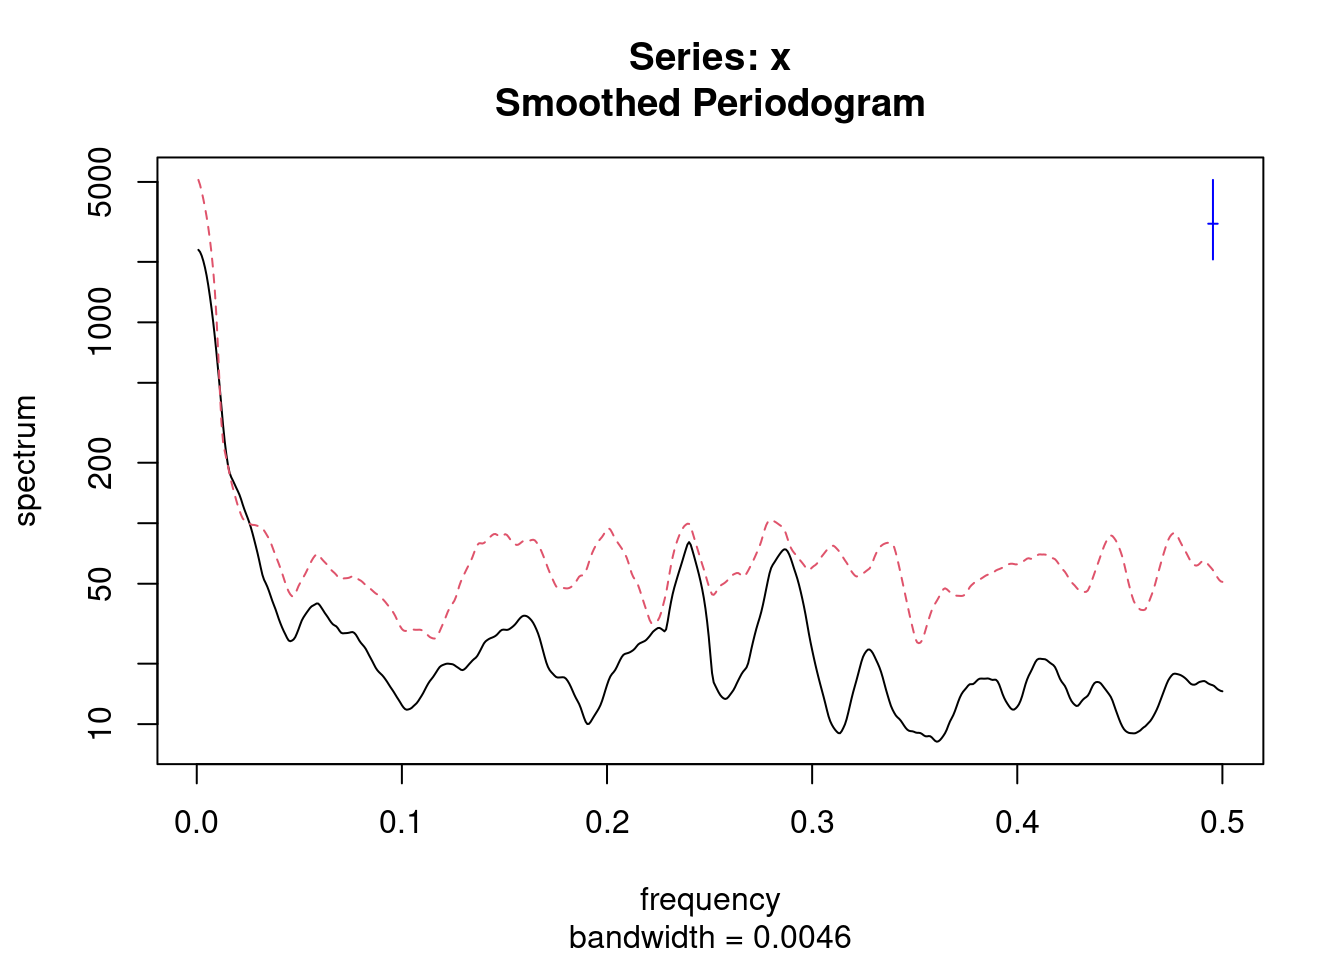 Series: x
Smoothed Periodogram
spectrum
5000
1000
200
50
10
0.0 0.1 0.2 0.3 0.4 0.5
frequency
bandwidth = 0.0046